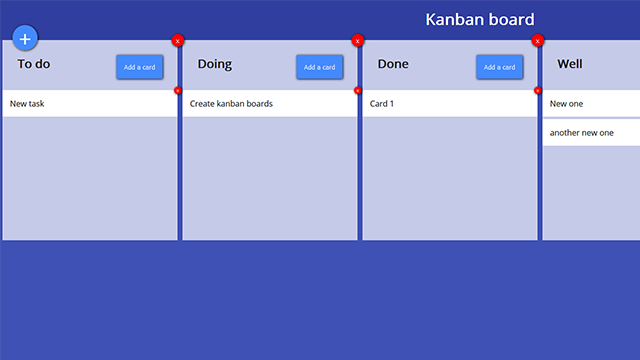 Kanban board
+
x
x
x
To do
Add a card
Doing
Add a card
Done
Add a card
Well
x
x
x
New task
Create kanban boards
Card 1
New one
another new one